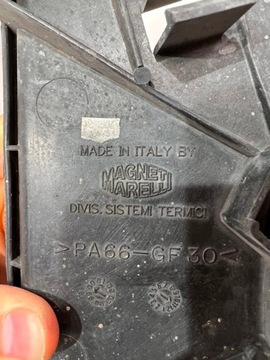 MADE IN ITALY BY
MAGNETI
MARELLI
DIVIS. SISTEMI TERMICI
>PA66-GF30<